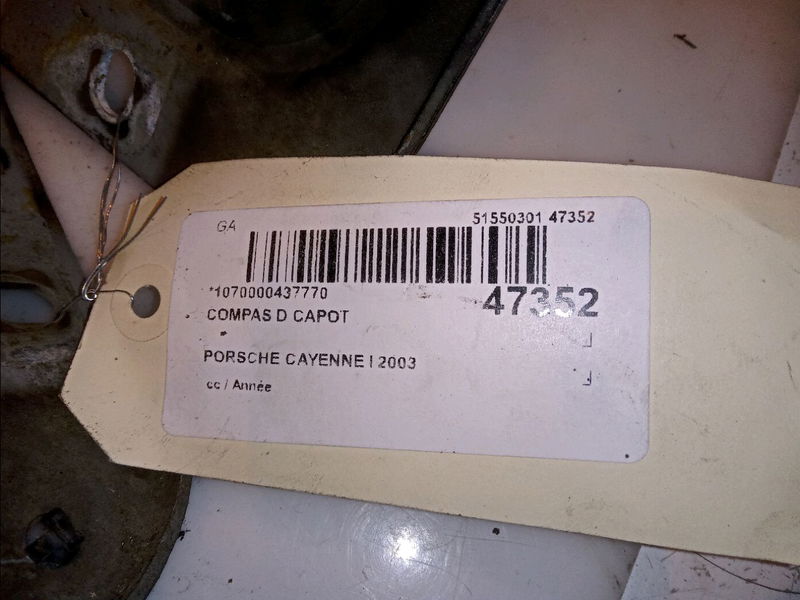 GA
51550301 47352
*1070000437770
47352
COMPAS D CAPOT
PORSCHE CAYENNE I 2003
cc / Année